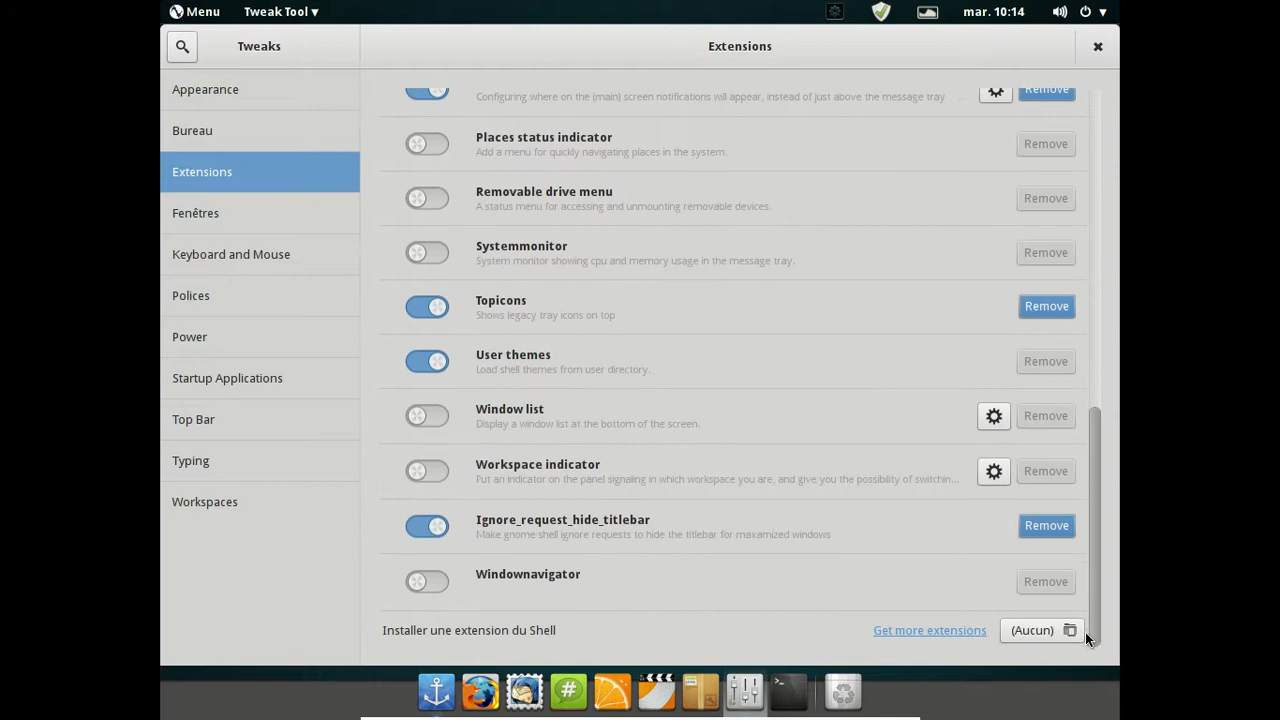 Menu Tweak Tool ▾ mar. 10:14
Tweaks Extensions
Appearance
Bureau
Extensions
Fenêtres
Keyboard and Mouse
Polices
Power
Startup Applications
Top Bar
Typing
Workspaces
Configuring where on the (main) screen notifications will appear, instead of just above the message tray ...
Remove
Places status indicator
Add a menu for quickly navigating places in the system.
Remove
Removable drive menu
A status menu for accessing and unmounting removable devices.
Remove
Systemmonitor
System monitor showing cpu and memory usage in the message tray.
Remove
Topicons
Shows legacy tray icons on top
Remove
User themes
Load shell themes from user directory.
Remove
Window list
Display a window list at the bottom of the screen.
Remove
Workspace indicator
Put an indicator on the panel signaling in which workspace you are, and give you the possibility of switchin...
Remove
Ignore_request_hide_titlebar
Make gnome shell ignore requests to hide the titlebar for maxamized windows
Remove
Windownavigator
Remove
Installer une extension du Shell Get more extensions (Aucun)